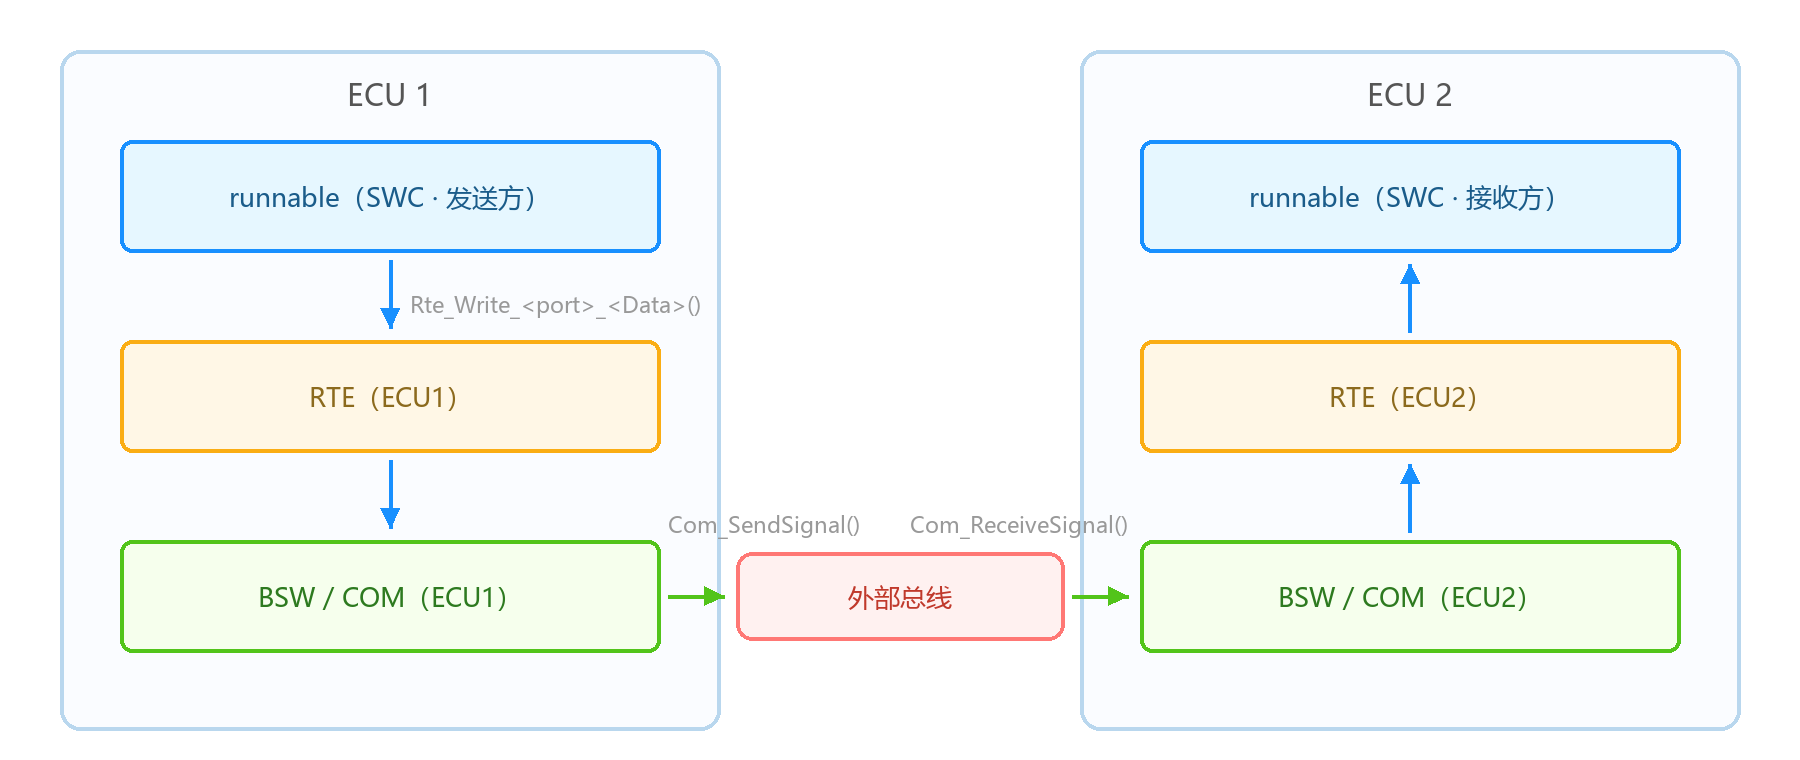 ECU 1
runnable（SWC · 发送方）
Rte_Write_<port>_<Data>()
RTE（ECU1）
Com_SendSignal()
BSW / COM（ECU1）
外部总线
ECU 2
runnable（SWC · 接收方）
RTE（ECU2）
Com_ReceiveSignal()
BSW / COM（ECU2）